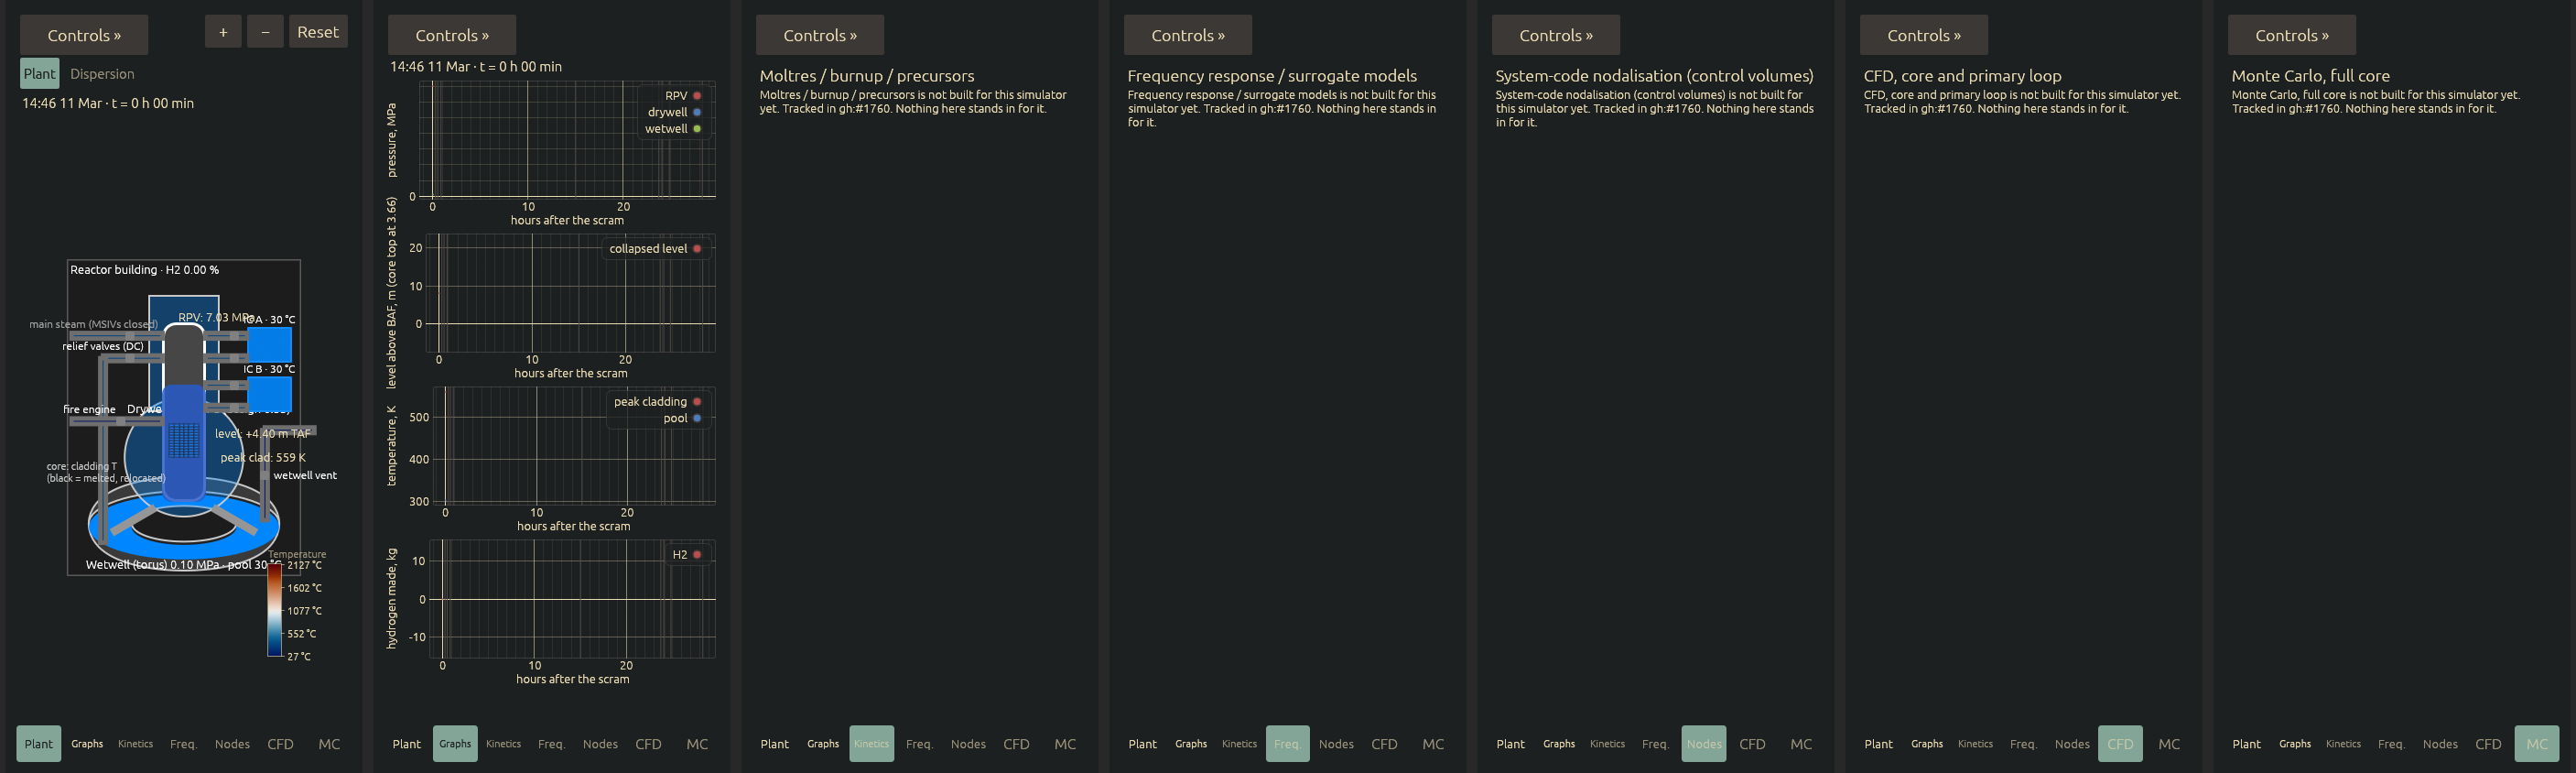 Controls »
+
−
Reset
Plant
Dispersion
14:46 11 Mar · t = 0 h 00 min
Reactor building · H2 0.00 %
RPV: 7.03 MPa
main steam (MSIVs closed)
A · 30 °C
relief valves (DC)
IC B · 30 °C
fire engine
Drywe
level: +4.40 m TAF
peak clad: 559 K
core: cladding T
(black = melted, relocated)
wetwell vent
Temperature
Wetwell (torus) 0.10 MPa · pool 30 °C
2127 °C
1602 °C
1077 °C
552 °C
27 °C
Plant
Graphs
Kinetics
Freq.
Nodes
CFD
MC
Controls »
14:46 11 Mar · t = 0 h 00 min
pressure, MPa
RPV
drywell
wetwell
0
0
10
20
hours after the scram
level above BAF, m (core top at 3.66)
collapsed level
20
10
0
0
10
20
hours after the scram
temperature, K
peak cladding
pool
500
400
300
0
10
20
hours after the scram
hydrogen made, kg
H2
10
0
-10
0
10
20
hours after the scram
Plant
Graphs
Kinetics
Freq.
Nodes
CFD
MC
Controls »
Moltres / burnup / precursors
Moltres / burnup / precursors is not built for this simulator
yet. Tracked in gh:#1760. Nothing here stands in for it.
Plant
Graphs
Kinetics
Freq.
Nodes
CFD
MC
Controls »
Frequency response / surrogate models
Frequency response / surrogate models is not built for this
simulator yet. Tracked in gh:#1760. Nothing here stands in
for it.
Plant
Graphs
Kinetics
Freq.
Nodes
CFD
MC
Controls »
System-code nodalisation (control volumes)
System-code nodalisation (control volumes) is not built for
this simulator yet. Tracked in gh:#1760. Nothing here stands
in for it.
Plant
Graphs
Kinetics
Freq.
Nodes
CFD
MC
Controls »
CFD, core and primary loop
CFD, core and primary loop is not built for this simulator yet.
Tracked in gh:#1760. Nothing here stands in for it.
Plant
Graphs
Kinetics
Freq.
Nodes
CFD
MC
Controls »
Monte Carlo, full core
Monte Carlo, full core is not built for this simulator yet.
Tracked in gh:#1760. Nothing here stands in for it.
Plant
Graphs
Kinetics
Freq.
Nodes
CFD
MC